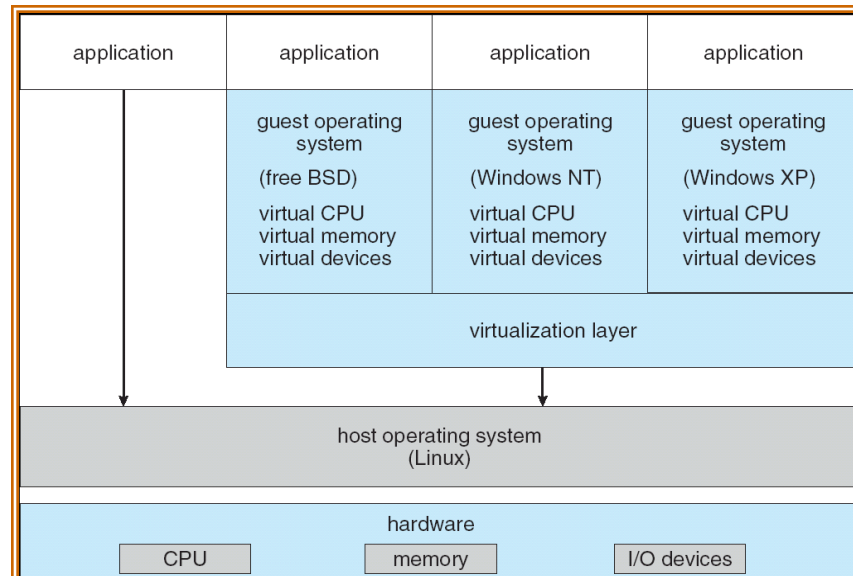 application
application
application
application
guest operating
system
(free BSD)
virtual CPU
virtual memory
virtual devices
guest operating
system
(Windows NT)
virtual CPU
virtual memory
virtual devices
guest operating
system
(Windows XP)
virtual CPU
virtual memory
virtual devices
virtualization layer
host operating system
(Linux)
hardware
CPU
memory
I/O devices